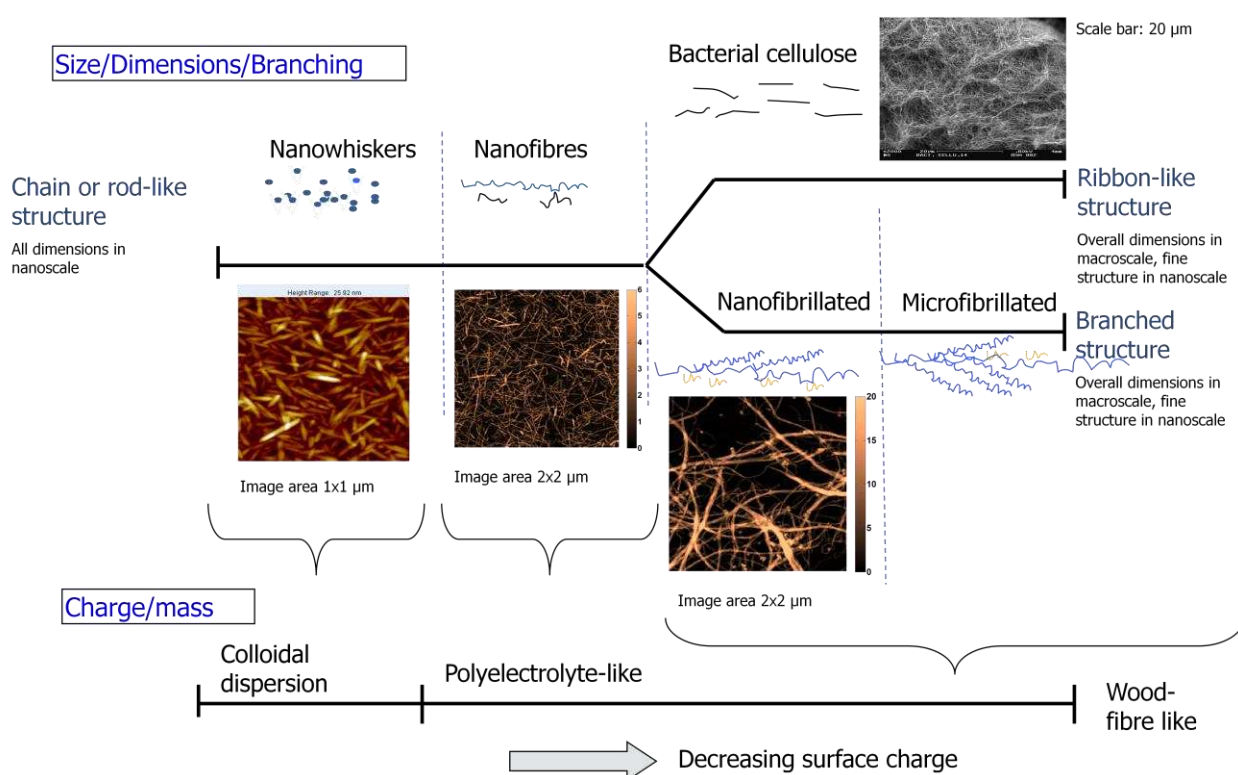 Size/Dimensions/Branching
Bacterial cellulose
Scale bar: 20 μm
Nanowhiskers
Nanofibres
Chain or rod-like
structure
All dimensions in
nanoscale
Ribbon-like
structure
Overall dimensions in
macroscale, fine
structure in nanoscale
Height Range: 25.92 nm
6
5
4
3
2
1
0
Nanofibrillated
Microfibrillated
Branched
structure
Overall dimensions in
macroscale, fine
structure in nanoscale
20
15
10
5
0
Image area 1x1 μm
Image area 2x2 μm
Image area 2x2 μm
Charge/mass
Colloidal
dispersion
Polyelectrolyte-like
Wood-
fibre like
Decreasing surface charge